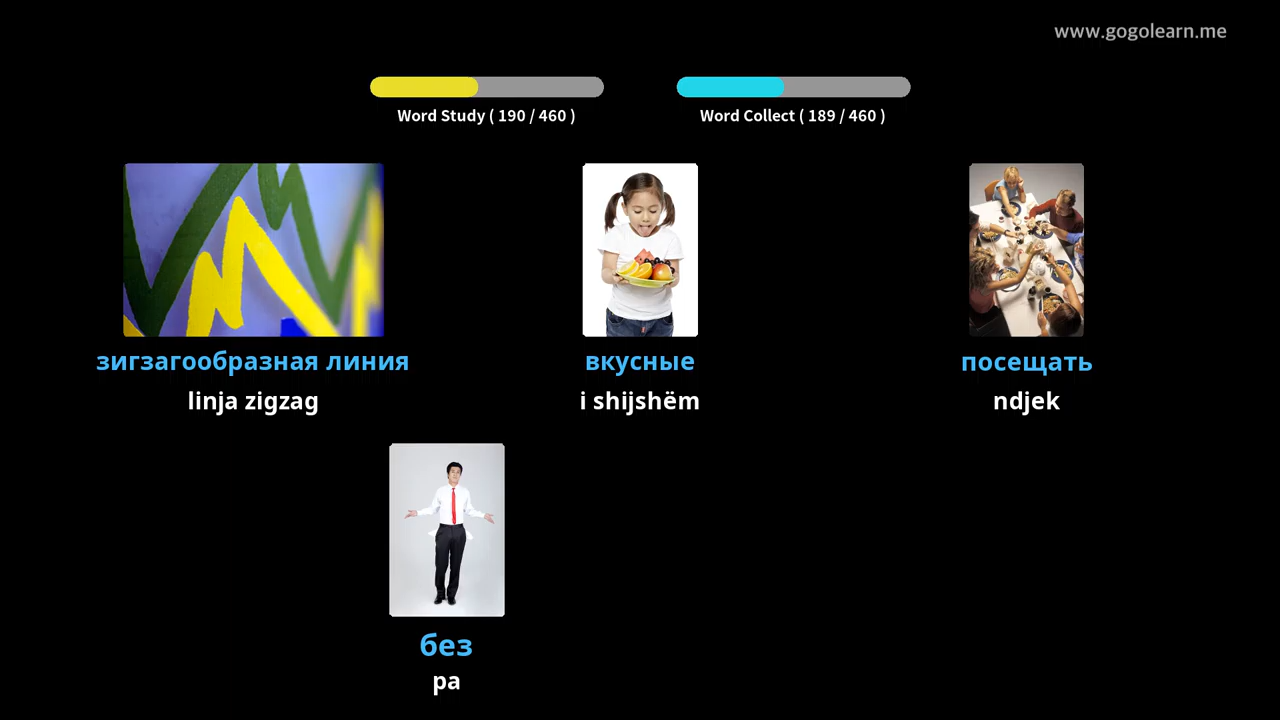 www.gogolearn.me
Word Study ( 190 / 460 )
Word Collect ( 189 / 460 )
зигзагообразная линия
linja zigzag
вкусные
i shijshëm
посещать
ndjek
без
pa